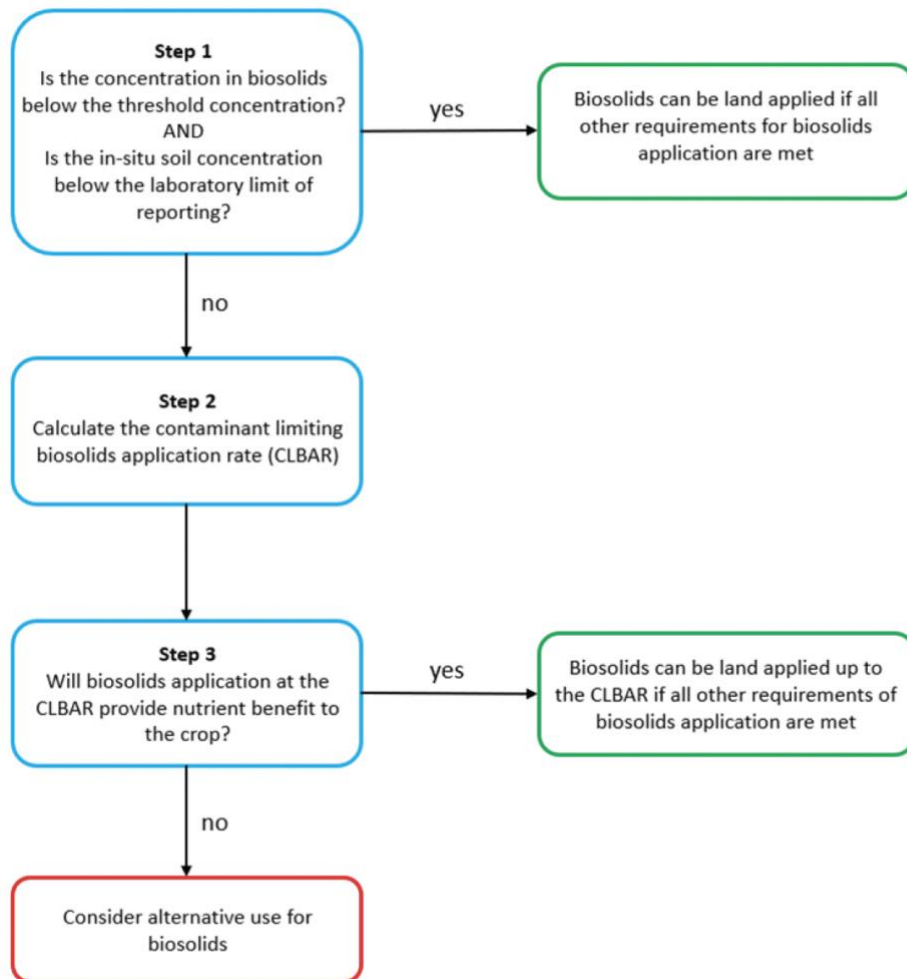 Step 1
Is the concentration in biosolids
below the threshold concentration?
AND
Is the in-situ soil concentration
below the laboratory limit of
reporting?
yes
Biosolids can be land applied if all
other requirements for biosolids
application are met
no
Step 2
Calculate the contaminant limiting
biosolids application rate (CLBAR)
Step 3
Will biosolids application at the
CLBAR provide nutrient benefit to
the crop?
yes
Biosolids can be land applied up to
the CLBAR if all other requirements of
biosolids application are met
no
Consider alternative use for
biosolids